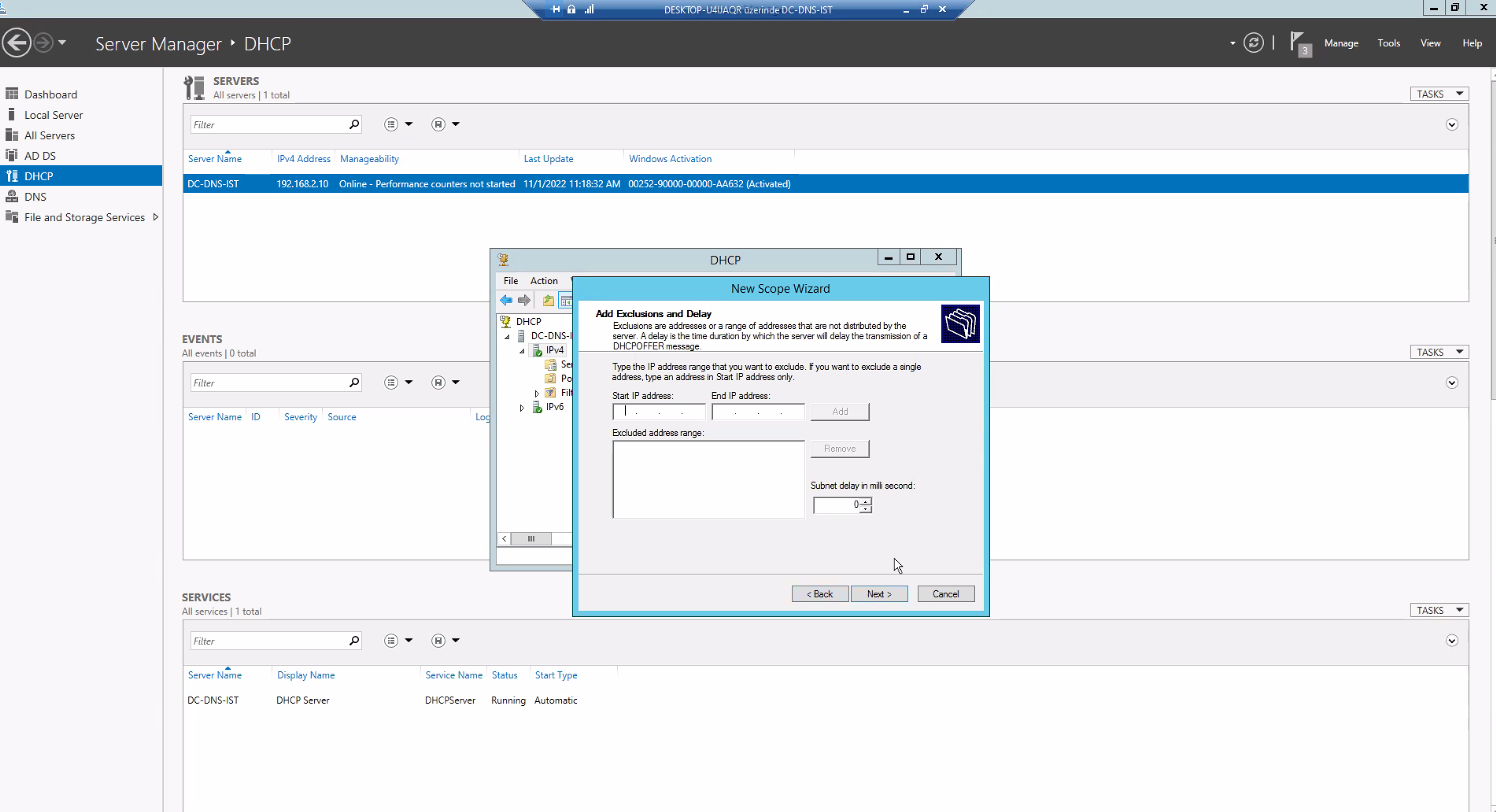 DESKTOP-U4UAQR üzerinde DC-DNS-IST
Server Manager ‣ DHCP
3
Manage
Tools
View
Help
Dashboard
Local Server
All Servers
AD DS
DHCP
DNS
File and Storage Services
SERVERS
All servers | 1 total
TASKS
Filter
Server Name IPv4 Address Manageability Last Update Windows Activation
DC-DNS-IST 192.168.2.10 Online - Performance counters not started 11/1/2022 11:18:32 AM 00252-90000-00000-AA632 (Activated)
EVENTS
All events | 0 total
TASKS
Filter
Server Name ID Severity Source Log
DHCP
File Action
DHCP
DC-DNS-I
IPv4
Se
Po
Filt
IPv6
New Scope Wizard
Add Exclusions and Delay
Exclusions are addresses or a range of addresses that are not distributed by the
server. A delay is the time duration by which the server will delay the transmission of a
DHCPOFFER message.
Type the IP address range that you want to exclude. If you want to exclude a single
address, type an address in Start IP address only.
Start IP address: End IP address:
. . . . . . Add
Excluded address range:
Remove
Subnet delay in milli second:
0
< Back Next > Cancel
SERVICES
All services | 1 total
TASKS
Filter
Server Name Display Name Service Name Status Start Type
DC-DNS-IST DHCP Server DHCPServer Running Automatic